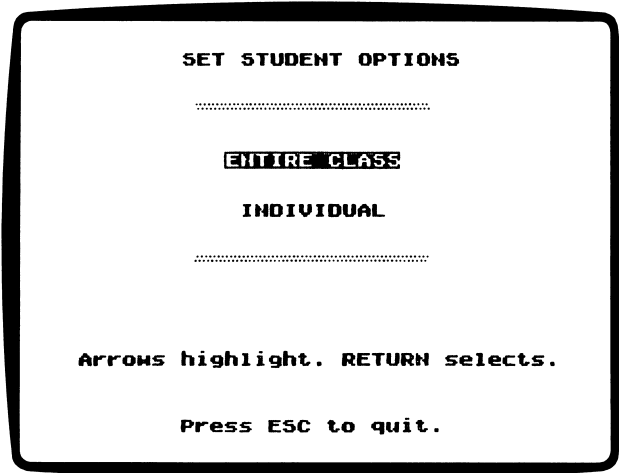 SET STUDENT OPTIONS
ENTIRE CLASS
INDIVIDUAL
Arrows highlight. RETURN selects.
Press ESC to quit.